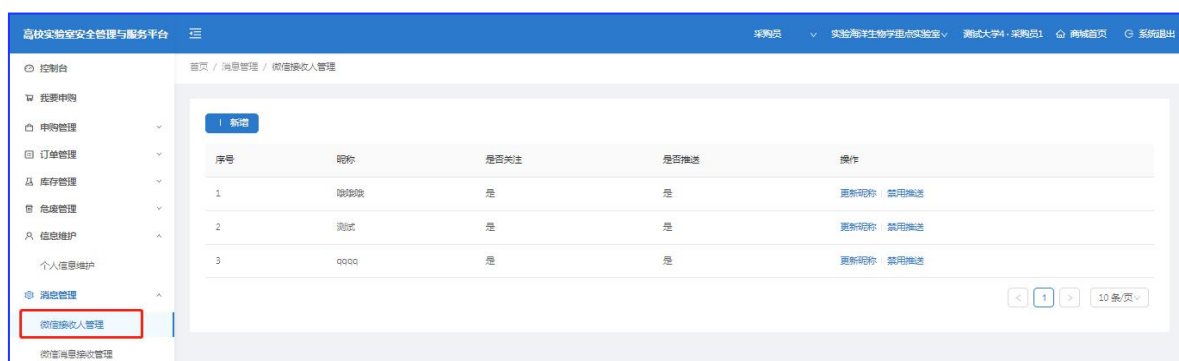 高校实验室安全管理与服务平台 采购员 实验海洋生物学重点实验室 测试大学4 · 采购员1 商城首页 系统退出
控制台
首页 / 消息管理 / 微信接收人管理
我要申购
申购管理
新增
订单管理
序号 昵称 是否关注 是否推送 操作
库存管理
1 哦哦哦 是 是 更新昵称 禁用推送
危废管理
2 测试 是 是 更新昵称 禁用推送
信息维护
3 qqqq 是 是 更新昵称 禁用推送
个人信息维护
消息管理
< 1 > 10 条/页
微信接收人管理
微信消息接收管理